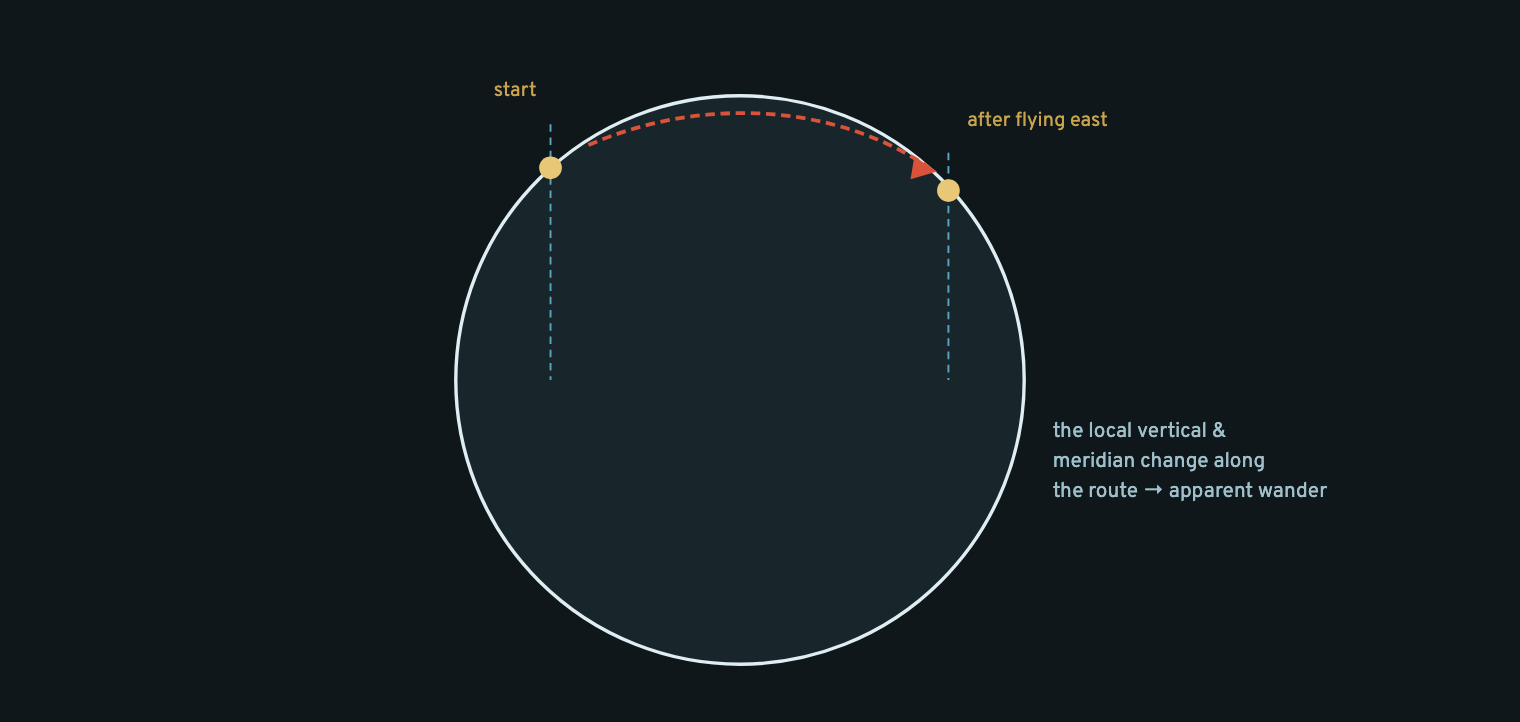 start
after flying east
the local vertical &
meridian change along
the route → apparent wander